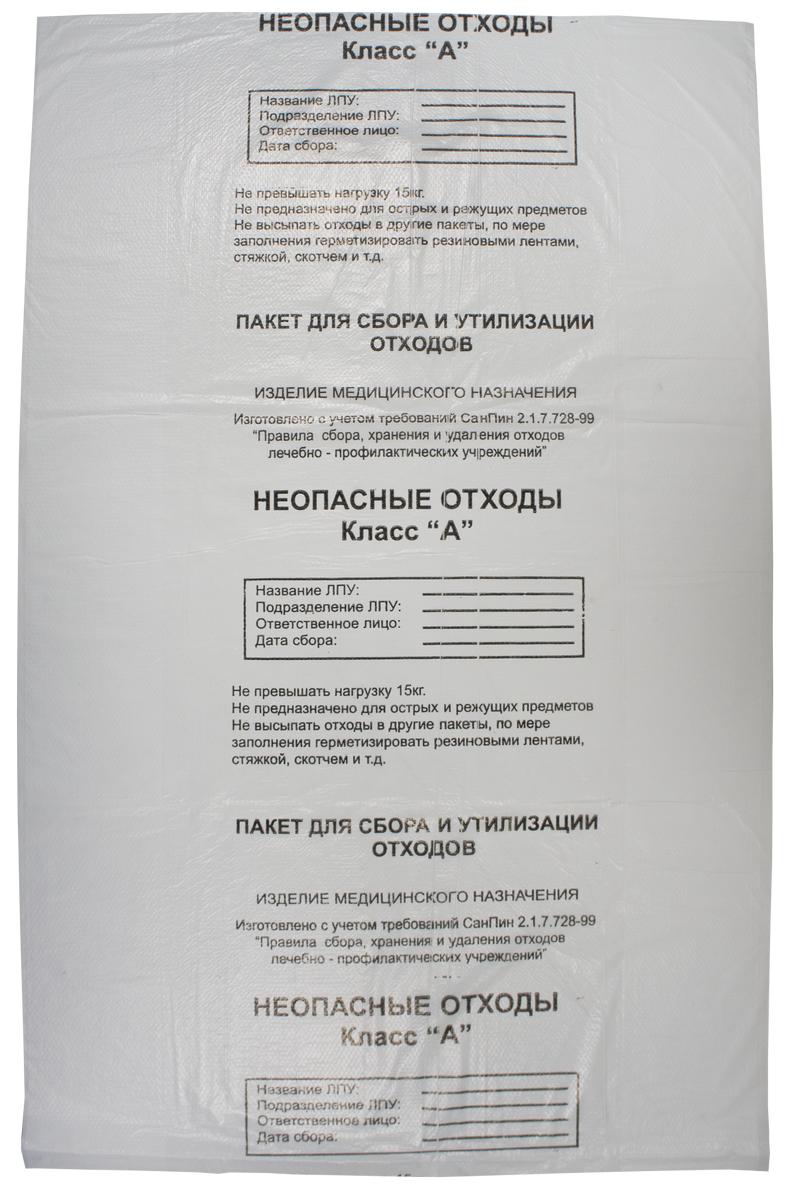 НЕОПАСНЫЕ ОТХОДЫ
Класс “А”
Название ЛПУ:
Подразделение ЛПУ:
Ответственное лицо:
Дата сбора:
Не превышать нагрузку 15кг.
Не предназначено для острых и режущих предметов
Не высыпать отходы в другие пакеты, по мере
заполнения герметизировать резиновыми лентами,
стяжкой, скотчем и т.д.
ПАКЕТ ДЛЯ СБОРА И УТИЛИЗАЦИИ
ОТХОДОВ
ИЗДЕЛИЕ МЕДИЦИНСКОГО НАЗНАЧЕНИЯ
Изготовлено с учетом требований СанПин 2.1.7.728-99
“Правила сбора, хранения и удаления отходов
лечебно - профилактических учреждений”
НЕОПАСНЫЕ ОТХОДЫ
Класс “А”
Название ЛПУ:
Подразделение ЛПУ:
Ответственное лицо:
Дата сбора:
Не превышать нагрузку 15кг.
Не предназначено для острых и режущих предметов
Не высыпать отходы в другие пакеты, по мере
заполнения герметизировать резиновыми лентами,
стяжкой, скотчем и т.д.
ПАКЕТ ДЛЯ СБОРА И УТИЛИЗАЦИИ
ОТХОДОВ
ИЗДЕЛИЕ МЕДИЦИНСКОГО НАЗНАЧЕНИЯ
Изготовлено с учетом требований СанПин 2.1.7.728-99
“Правила сбора, хранения и удаления отходов
лечебно - профилактических учреждений”
НЕОПАСНЫЕ ОТХОДЫ
Класс “А”
Название ЛПУ:
Подразделение ЛПУ:
Ответственное лицо:
Дата сбора: